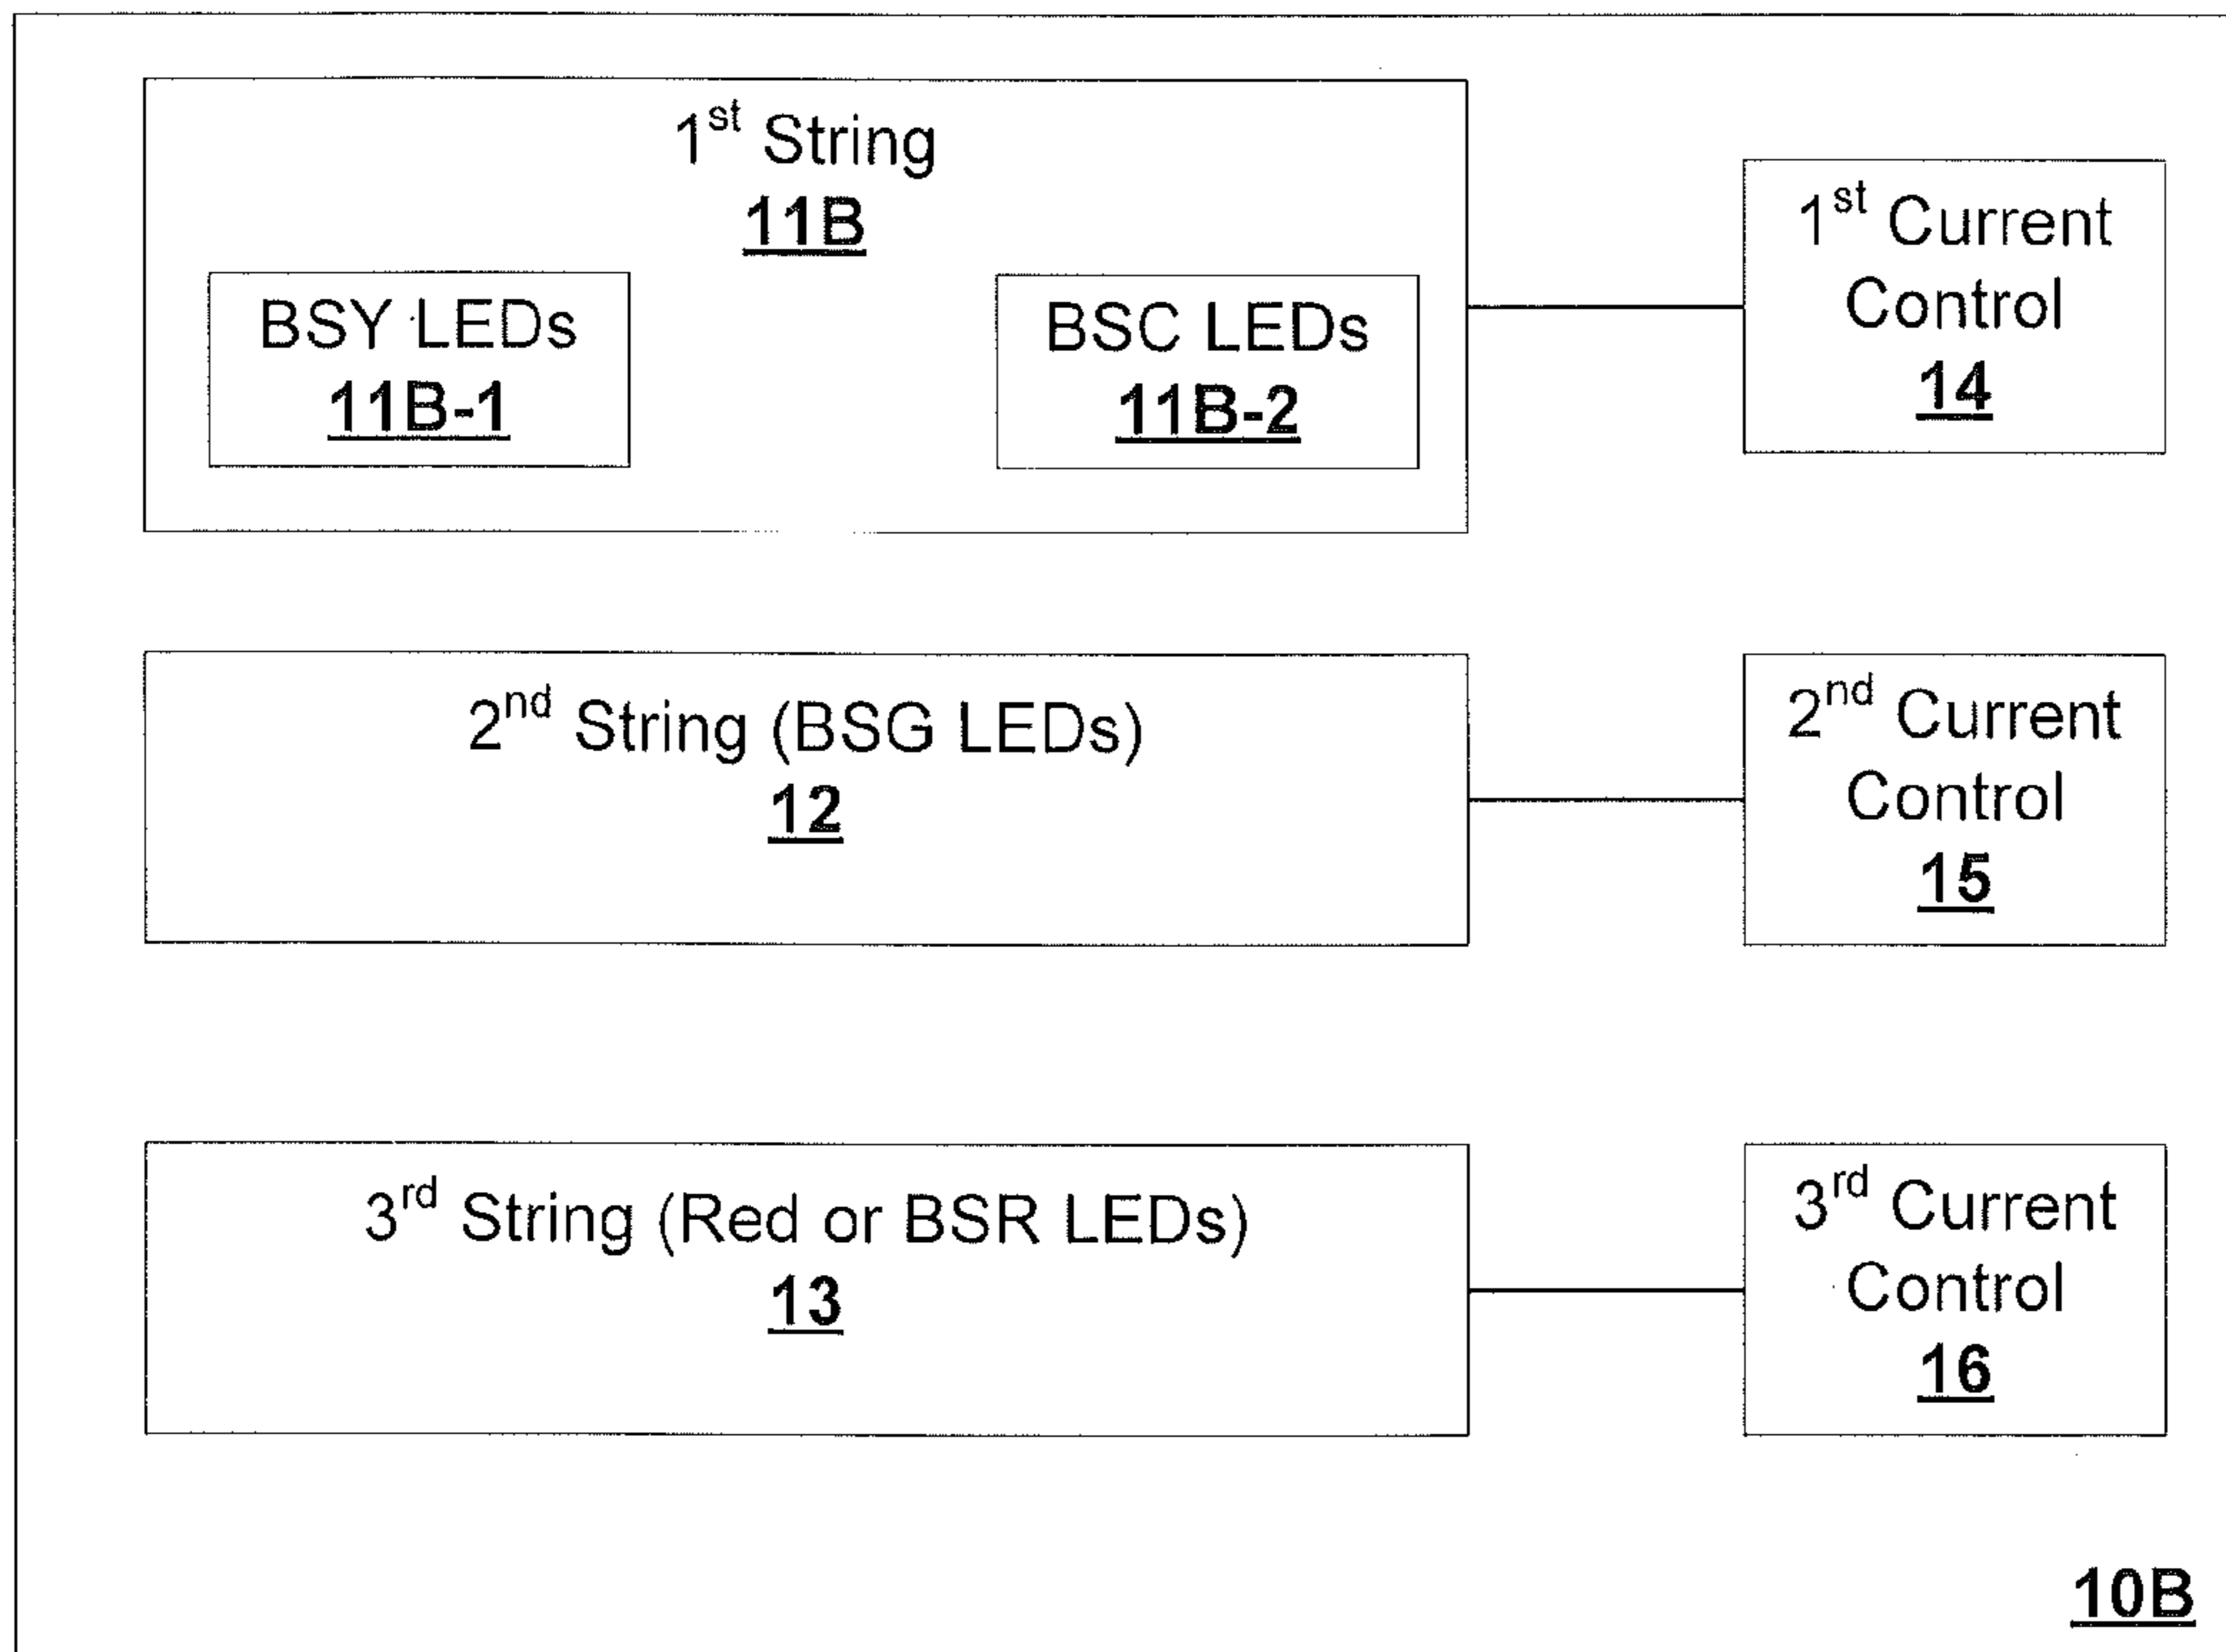 1st String
11B
BSY LEDs
11B-1
BSC LEDs
11B-2
1st Current
Control
14
2nd String (BSG LEDs)
12
2nd Current
Control
15
3rd String (Red or BSR LEDs)
13
3rd Current
Control
16
10B